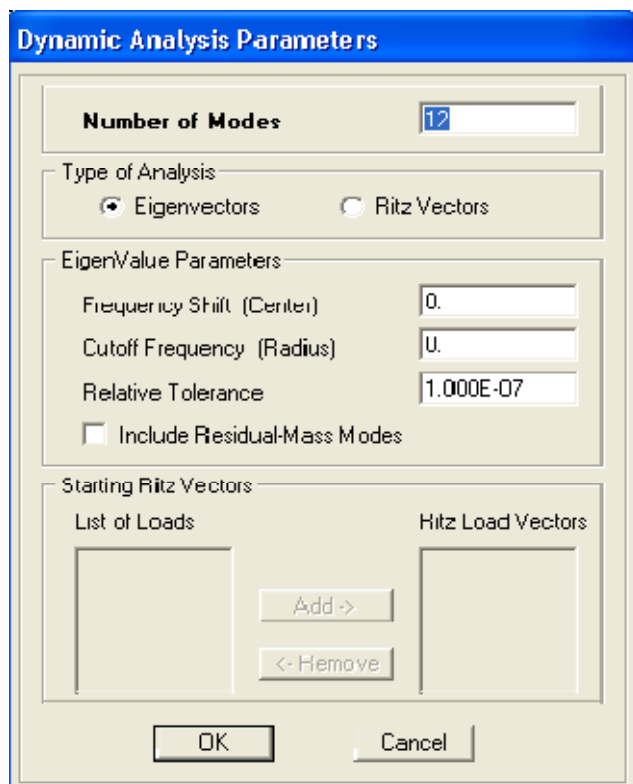 Dynamic Analysis Parameters
Number of Modes
12
Type of Analysis
Eigenvectors
Ritz Vectors
EigenValue Parameters
Frequency Shift (Center)
0.
Cutoff Frequency (Radius)
0.
Relative Tolerance
1.000E-07
Include Residual-Mass Modes
Starting Ritz Vectors
List of Loads
Ritz Load Vectors
Add ->
<- Remove
OK
Cancel